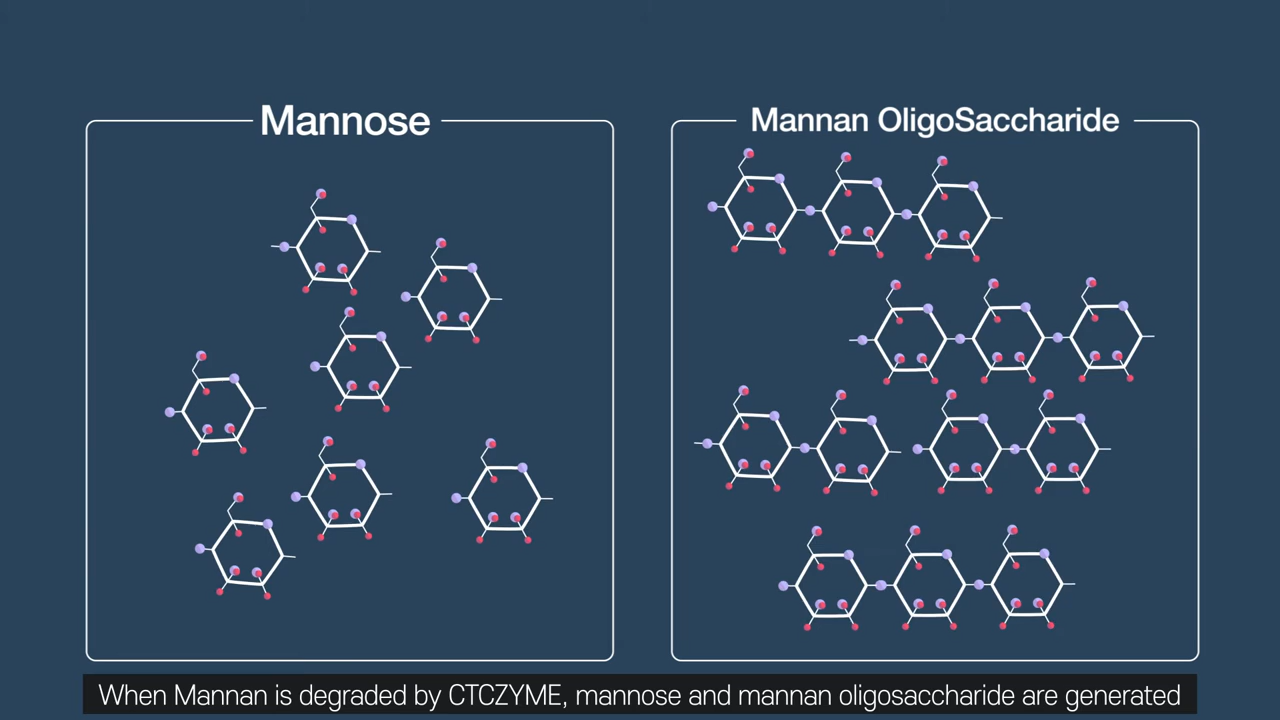 Mannose
Mannan OligoSaccharide
When Mannan is degraded by CTCZYME, mannose and mannan oligosaccharide are generated